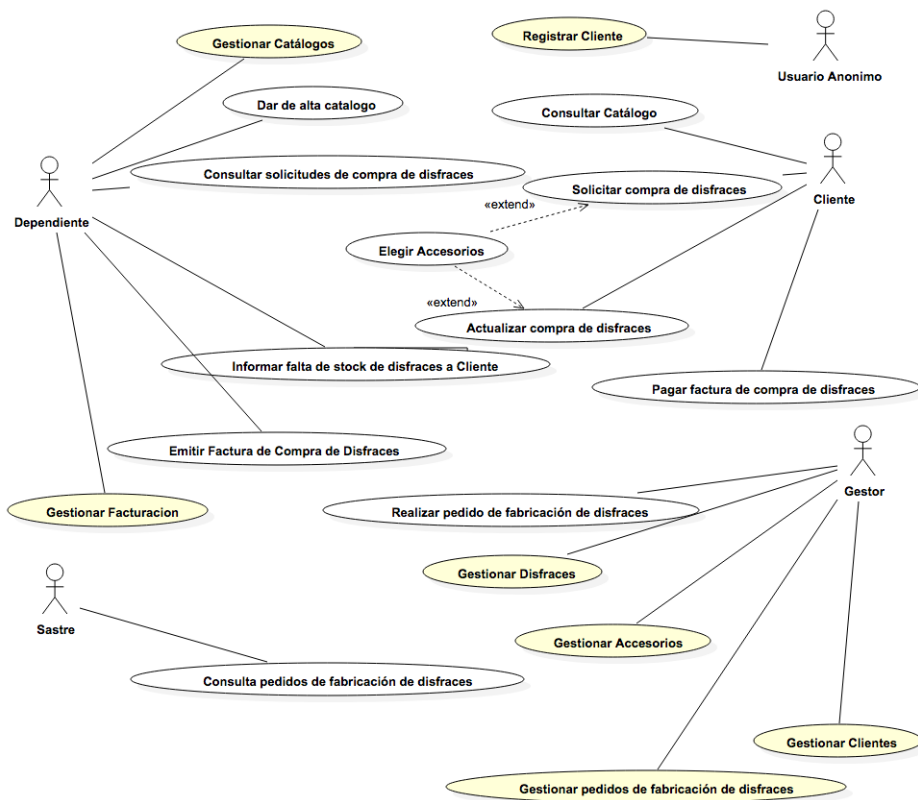 Gestionar Catálogos
Registrar Cliente
Usuario Anonimo
Dar de alta catalogo
Consultar Catálogo
Consultar solicitudes de compra de disfraces
Solicitar compra de disfraces
Cliente
Dependiente
«extend»
Elegir Accesorios
«extend»
Actualizar compra de disfraces
Informar falta de stock de disfraces a Cliente
Pagar factura de compra de disfraces
Emitir Factura de Compra de Disfraces
Gestor
Gestionar Facturacion
Realizar pedido de fabricación de disfraces
Gestionar Disfraces
Sastre
Gestionar Accesorios
Consulta pedidos de fabricación de disfraces
Gestionar Clientes
Gestionar pedidos de fabricación de disfraces